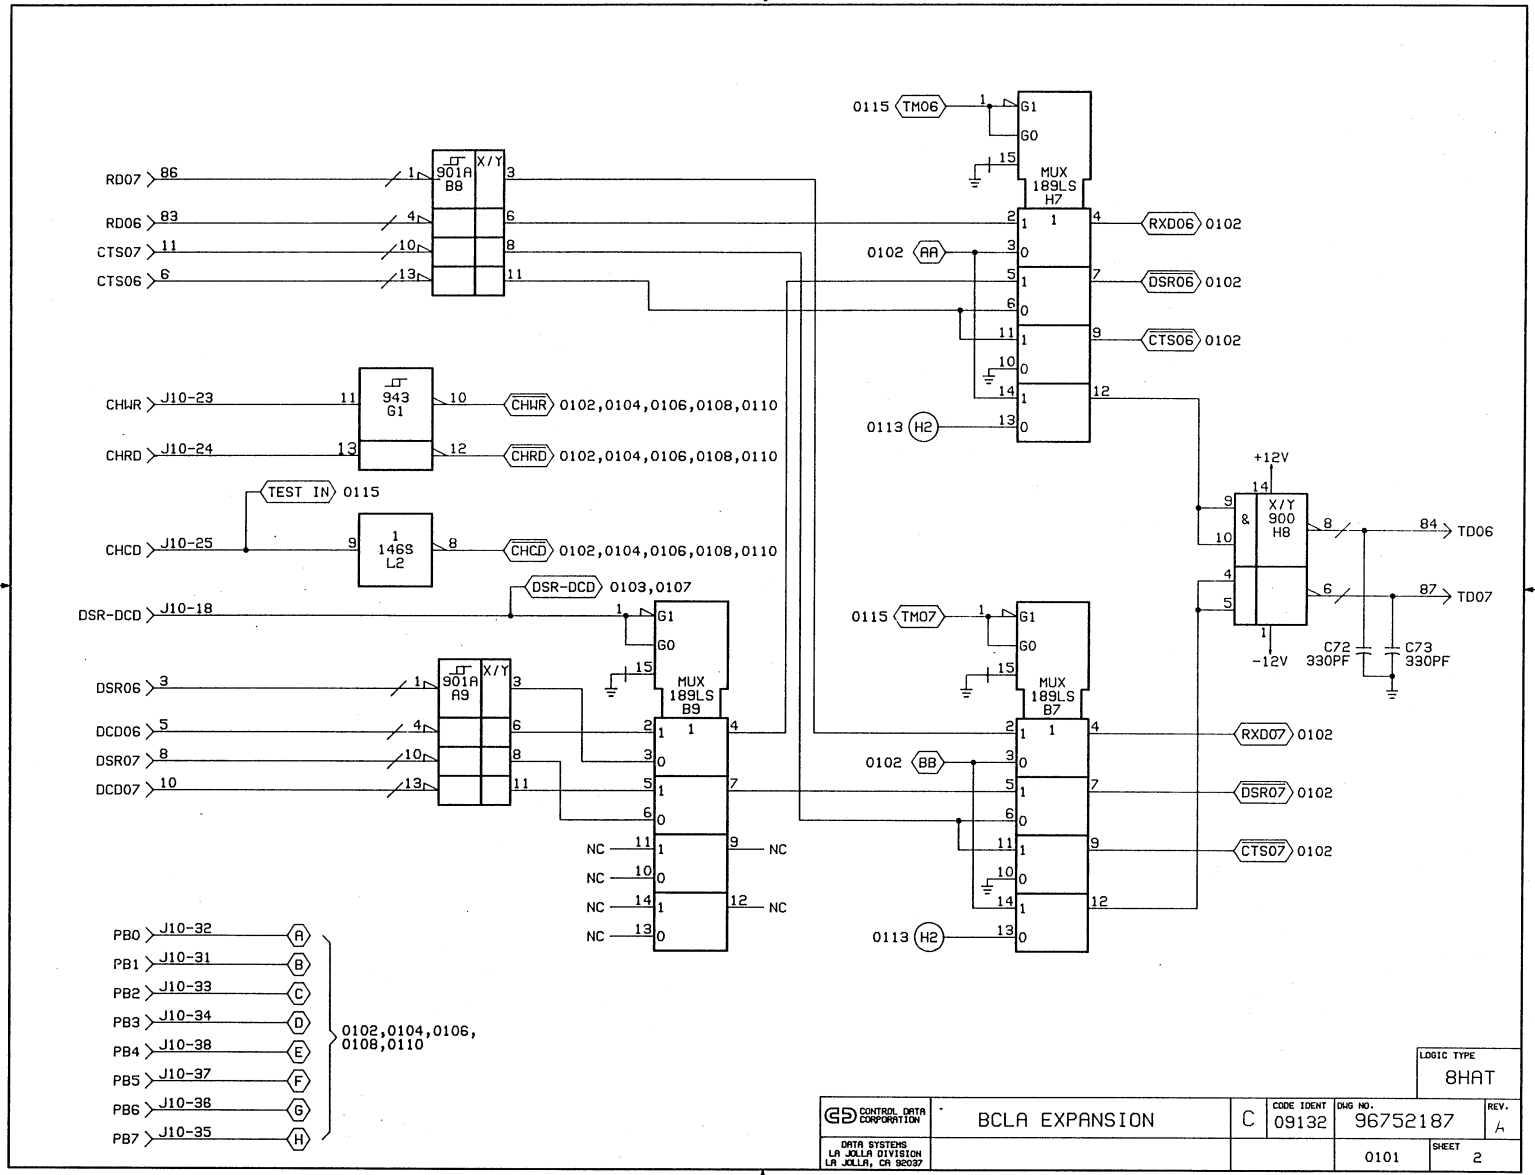 0115 TM06 1 G1
G0
15
MUX
189LS
H7
RD07 86 1 901A X/Y 3
B8
RD06 83 4 6 2 1 1 4 RXD06 0102
CTS07 11 10 8 0102 AA 3 0
CTS06 6 13 11 5 1 7 DSR06 0102
6 0
11 1 9 CTS06 0102
10 0
14 1 12
0113 H2 13 0
CHWR J10-23 11 943 10 CHWR 0102,0104,0106,0108,0110
G1
CHRD J10-24 13 12 CHRD 0102,0104,0106,0108,0110
TEST IN 0115
CHCD J10-25 9 1 8 CHCD 0102,0104,0106,0108,0110
146S
L2
+12V
14
9 & X/Y 8 84 TD06
10 900
H8
4 6 87 TD07
5
1
-12V
C72
330PF
C73
330PF
DSR-DCD 0103,0107
DSR-DCD J10-18 1 G1
G0
15
MUX
189LS
B9
0115 TM07 1 G1
G0
15
MUX
189LS
B7
DSR06 3 1 901A X/Y 3
A9
DCD06 5 4 6 2 1 1 4
DSR07 8 10 8 3 0
DCD07 10 13 11 5 1 7
6 0
NC 11 1 9 NC
NC 10 0
NC 14 1 12 NC
NC 13 0
2 1 1 4 RXD07 0102
0102 BB 3 0
5 1 7 DSR07 0102
6 0
11 1 9 CTS07 0102
10 0
14 1 12
0113 H2 13 0
PB0 J10-32 A
PB1 J10-31 B
PB2 J10-33 C
PB3 J10-34 D
PB4 J10-38 E
PB5 J10-37 F
PB6 J10-36 G
PB7 J10-35 H
0102,0104,0106,
0108,0110
LOGIC TYPE
8HAT
CONTROL DATA
CORPORATION
BCLA EXPANSION
C
CODE IDENT
09132
DWG NO.
96752187
REV.
A
DATA SYSTEMS
LA JOLLA DIVISION
LA JOLLA, CA 92037
0101
SHEET 2